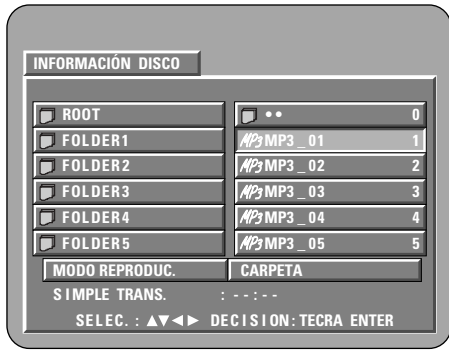 INFORMACIÓN DISCO
ROOT •• 0
FOLDER1 MP3 MP3_01 1
FOLDER2 MP3 MP3_02 2
FOLDER3 MP3 MP3_03 3
FOLDER4 MP3 MP3_04 4
FOLDER5 MP3 MP3_05 5
MODO REPRODUC. CARPETA
SIMPLE TRANS. : --:--
SELEC. : ▲▼◀▶ DECISION: TECRA ENTER